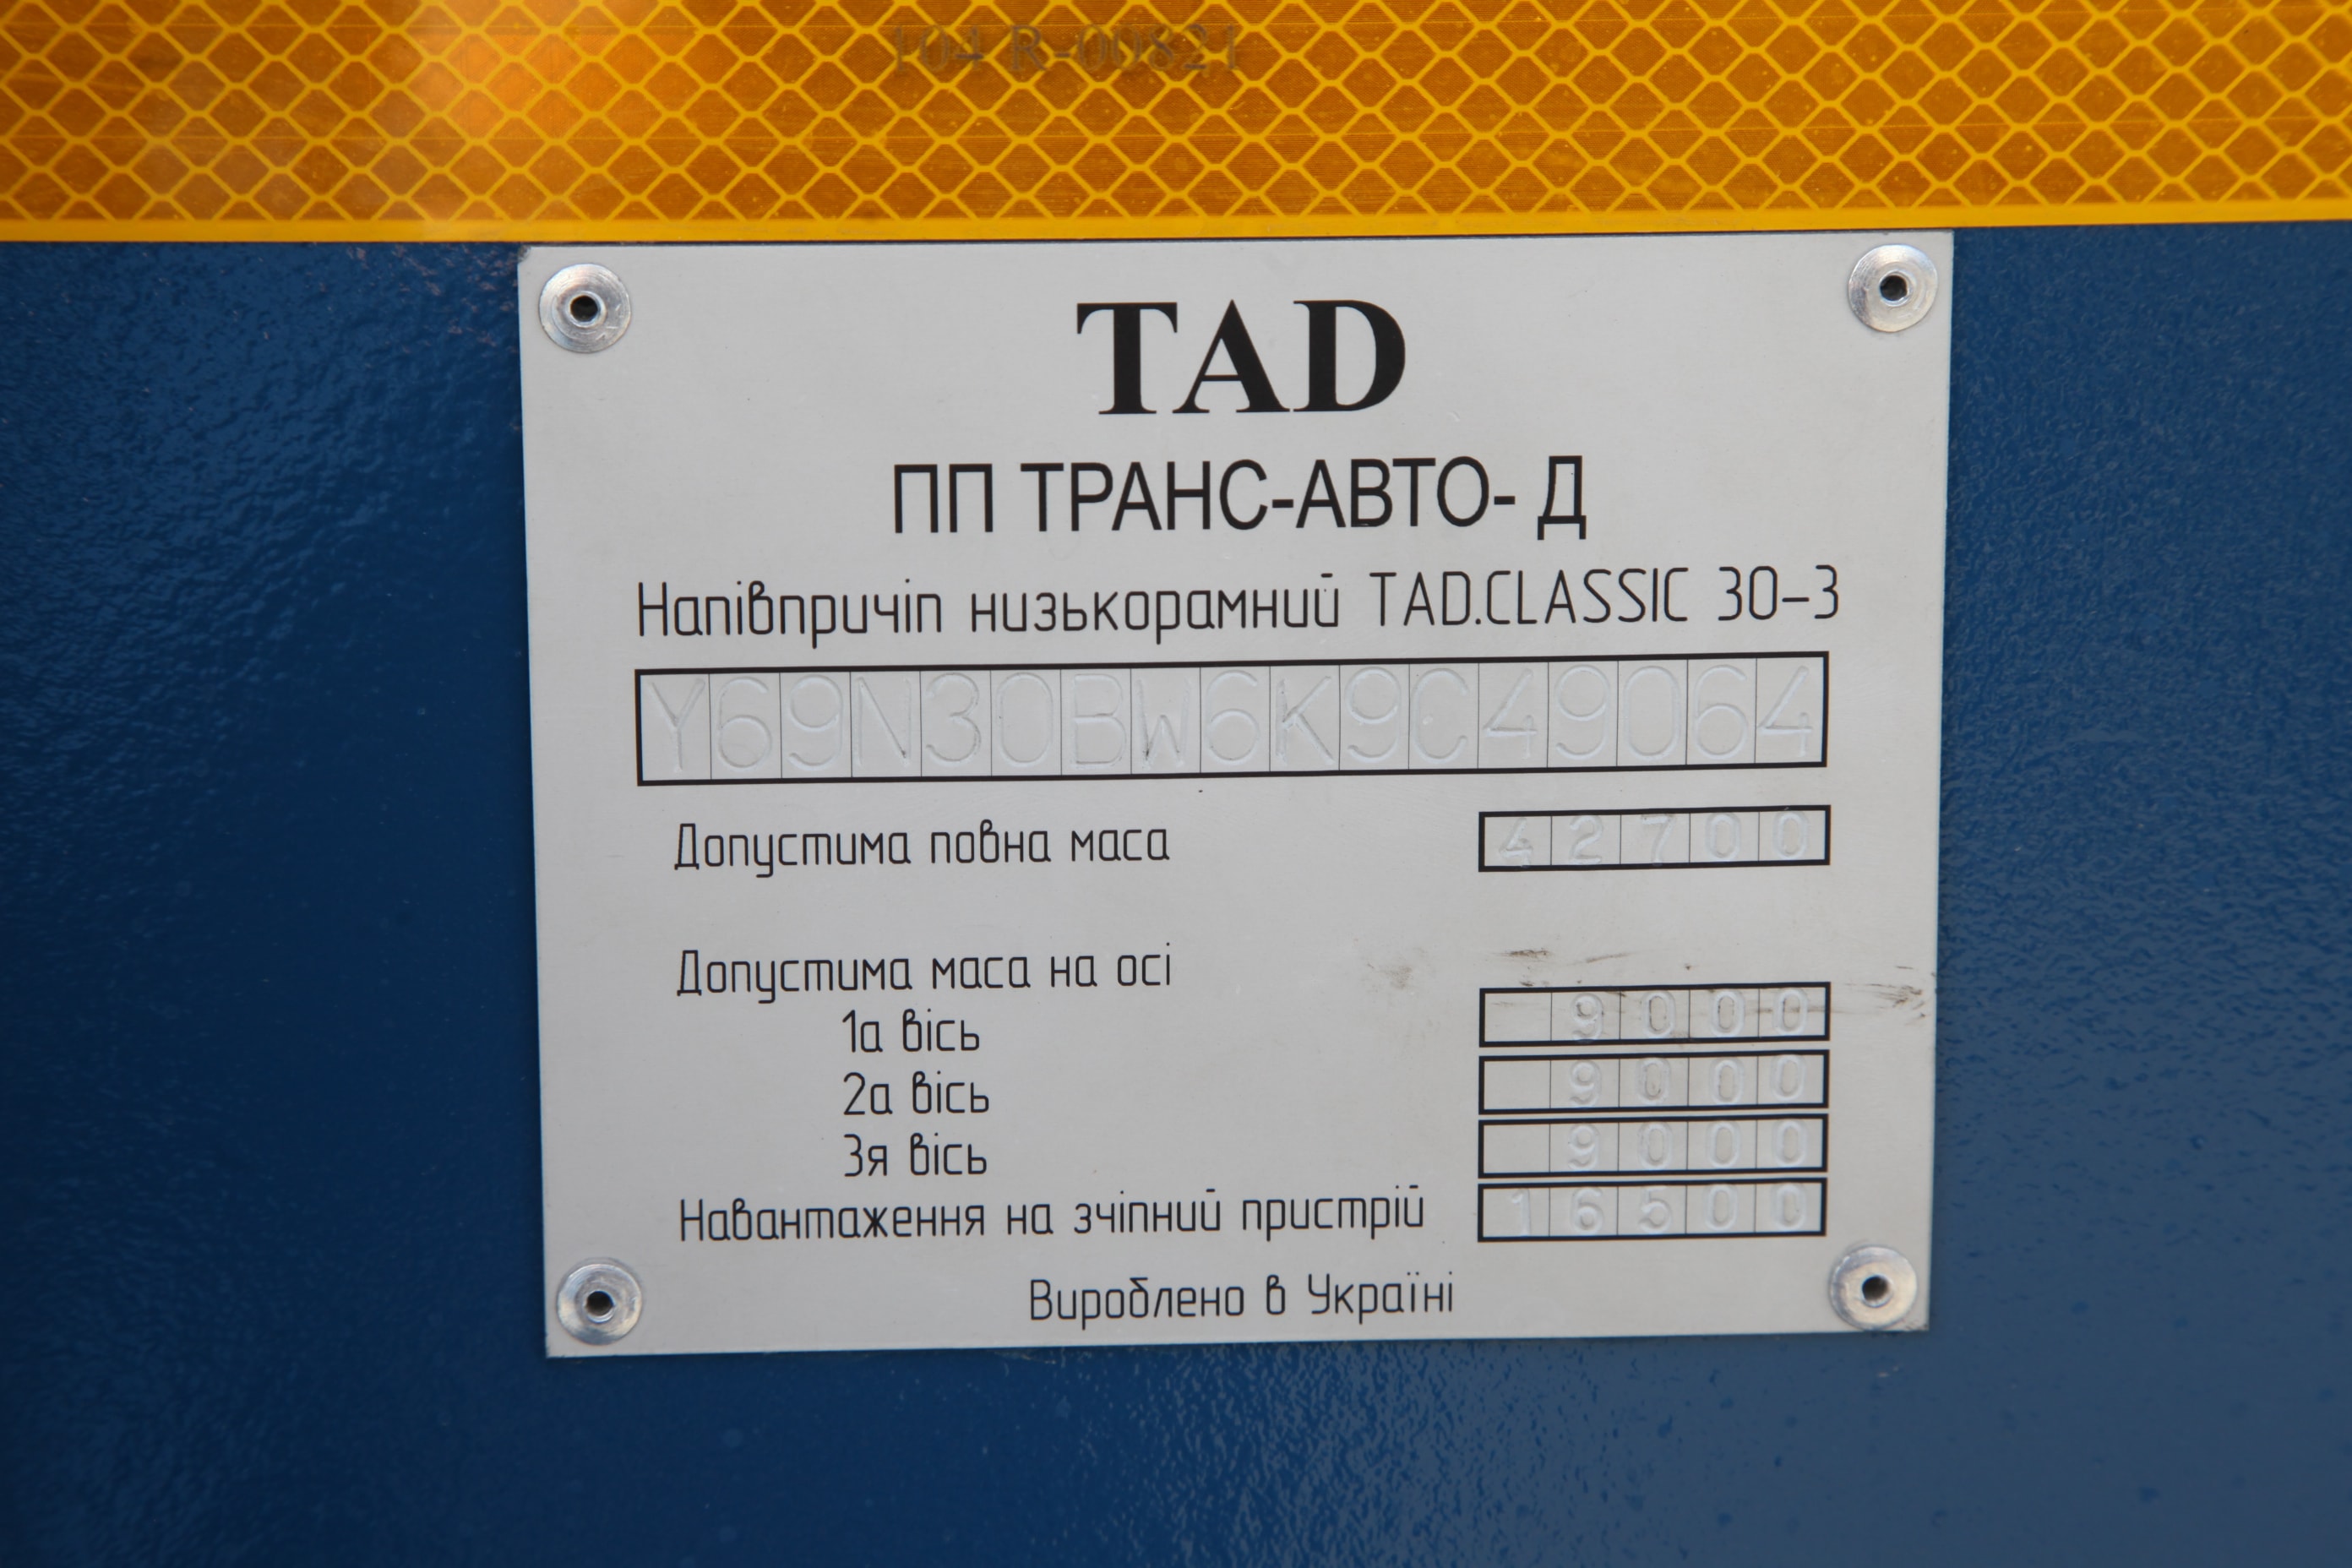 104 R-00821
TAD
ПП ТРАНС-АВТО- Д
Напівпричіп низькорамний TAD.CLASSIC 30-3
Y69N30BW6K9C49064
Допустима повна маса 42700
Допустима маса на осі
1а вісь 9000
2а вісь 9000
3я вісь 9000
Навантаження на зчіпний пристрій 16500
Вироблено в Україні